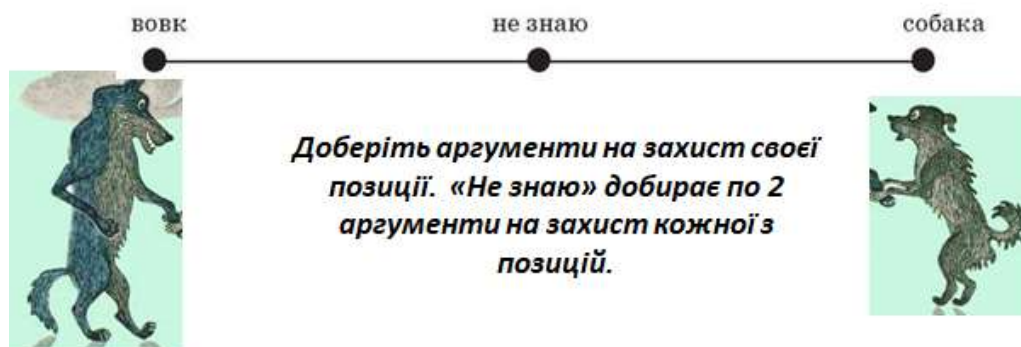 вовк не знаю собака
Доберіть аргументи на захист своєї
позиції. «Не знаю» добирає по 2
аргументи на захист кожної з
позицій.